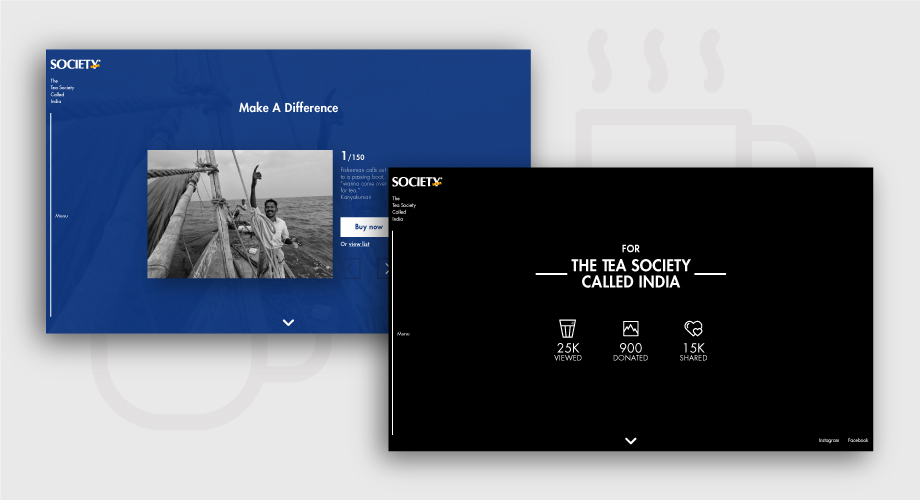 SOCIETY
The
Tea Society
Called
India
Make A Difference
1/150
Fisherman calls out
to a passing boat,
"wanna come over
for tea."
Kanyakumari
Menu
Buy now
Or view list
SOCIETY
The
Tea Society
Called
India
FOR
THE TEA SOCIETY
CALLED INDIA
Menu
25K
VIEWED
900
DONATED
15K
SHARED
Instagram
Facebook